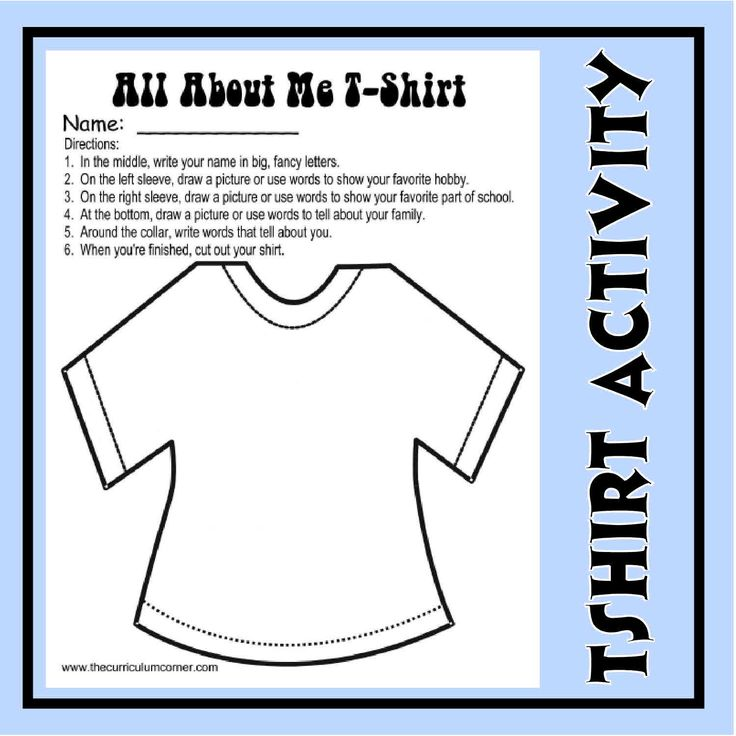 All About Me T-Shirt
Name: _______________
Directions:
1. In the middle, write your name in big, fancy letters.
2. On the left sleeve, draw a picture or use words to show your favorite hobby.
3. On the right sleeve, draw a picture or use words to show your favorite part of school.
4. At the bottom, draw a picture or use words to tell about your family.
5. Around the collar, write words that tell about you.
6. When you're finished, cut out your shirt.
www.thecurriculumcorner.com
TSHIRT ACTIVITY